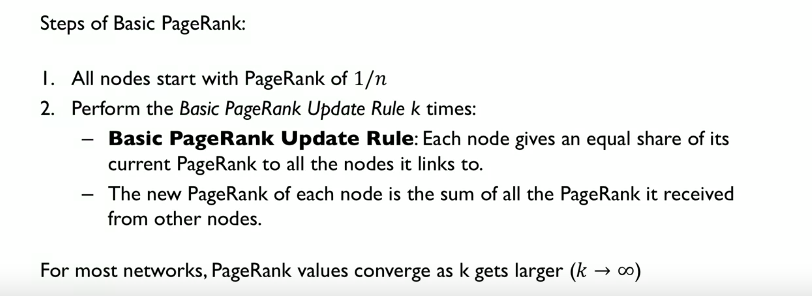 Steps of Basic PageRank:
1. All nodes start with PageRank of 1/n
2. Perform the Basic PageRank Update Rule k times:
– Basic PageRank Update Rule: Each node gives an equal share of its
current PageRank to all the nodes it links to.
– The new PageRank of each node is the sum of all the PageRank it received
from other nodes.
For most networks, PageRank values converge as k gets larger (k → ∞)